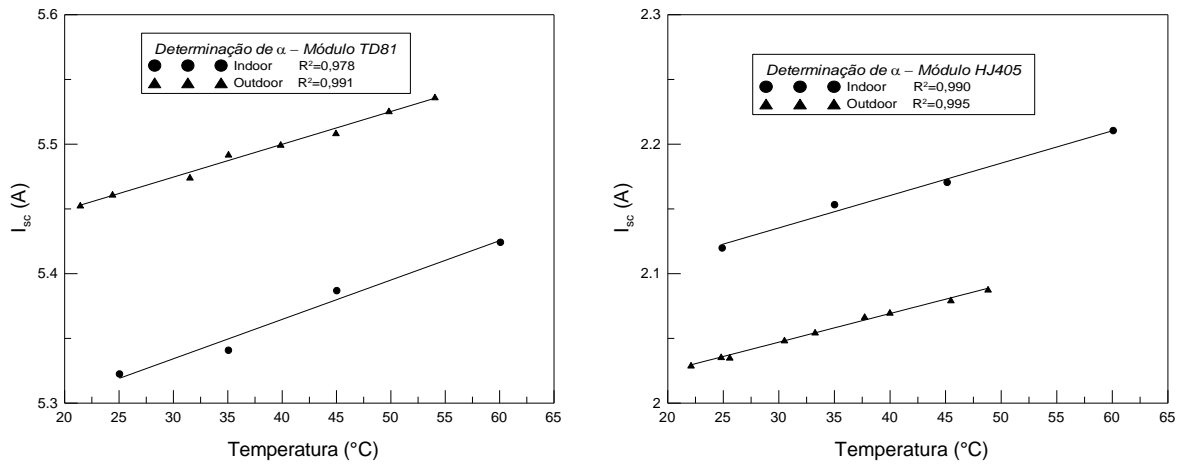 5.6
5.5
5.4
5.3
I_sc (A)
Determinação de α – Módulo TD81
Indoor R²=0,978
Outdoor R²=0,991
20 25 30 35 40 45 50 55 60 65
Temperatura (°C)
2.3
2.2
2.1
2
I_sc (A)
Determinação de α – Módulo HJ405
Indoor R²=0,990
Outdoor R²=0,995
20 25 30 35 40 45 50 55 60 65
Temperatura (°C)